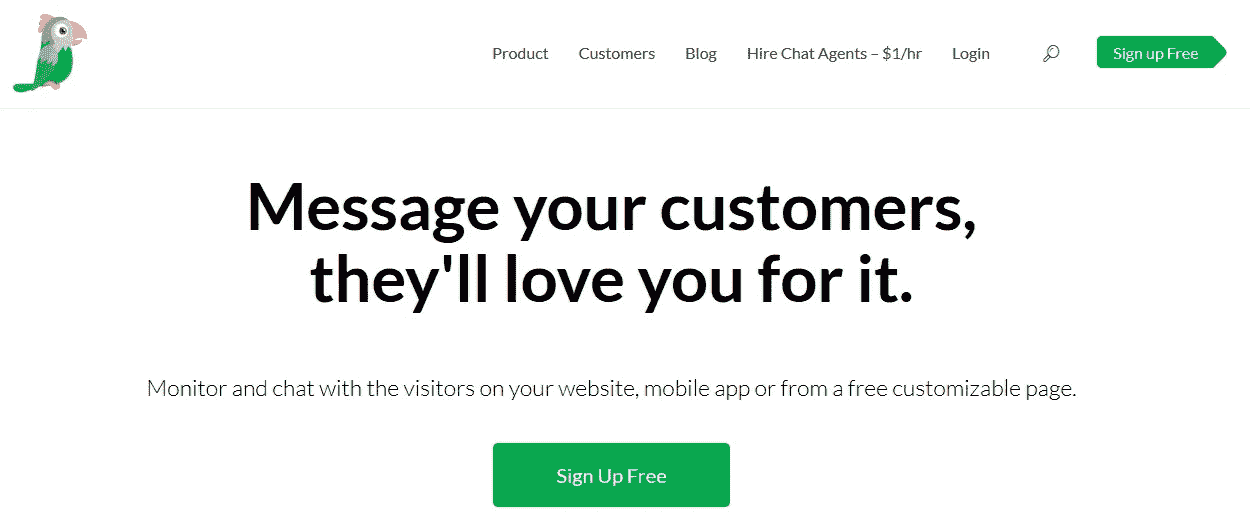 Product Customers Blog Hire Chat Agents – $1/hr Login Sign up Free
Message your customers,
they'll love you for it.
Monitor and chat with the visitors on your website, mobile app or from a free customizable page.
Sign Up Free